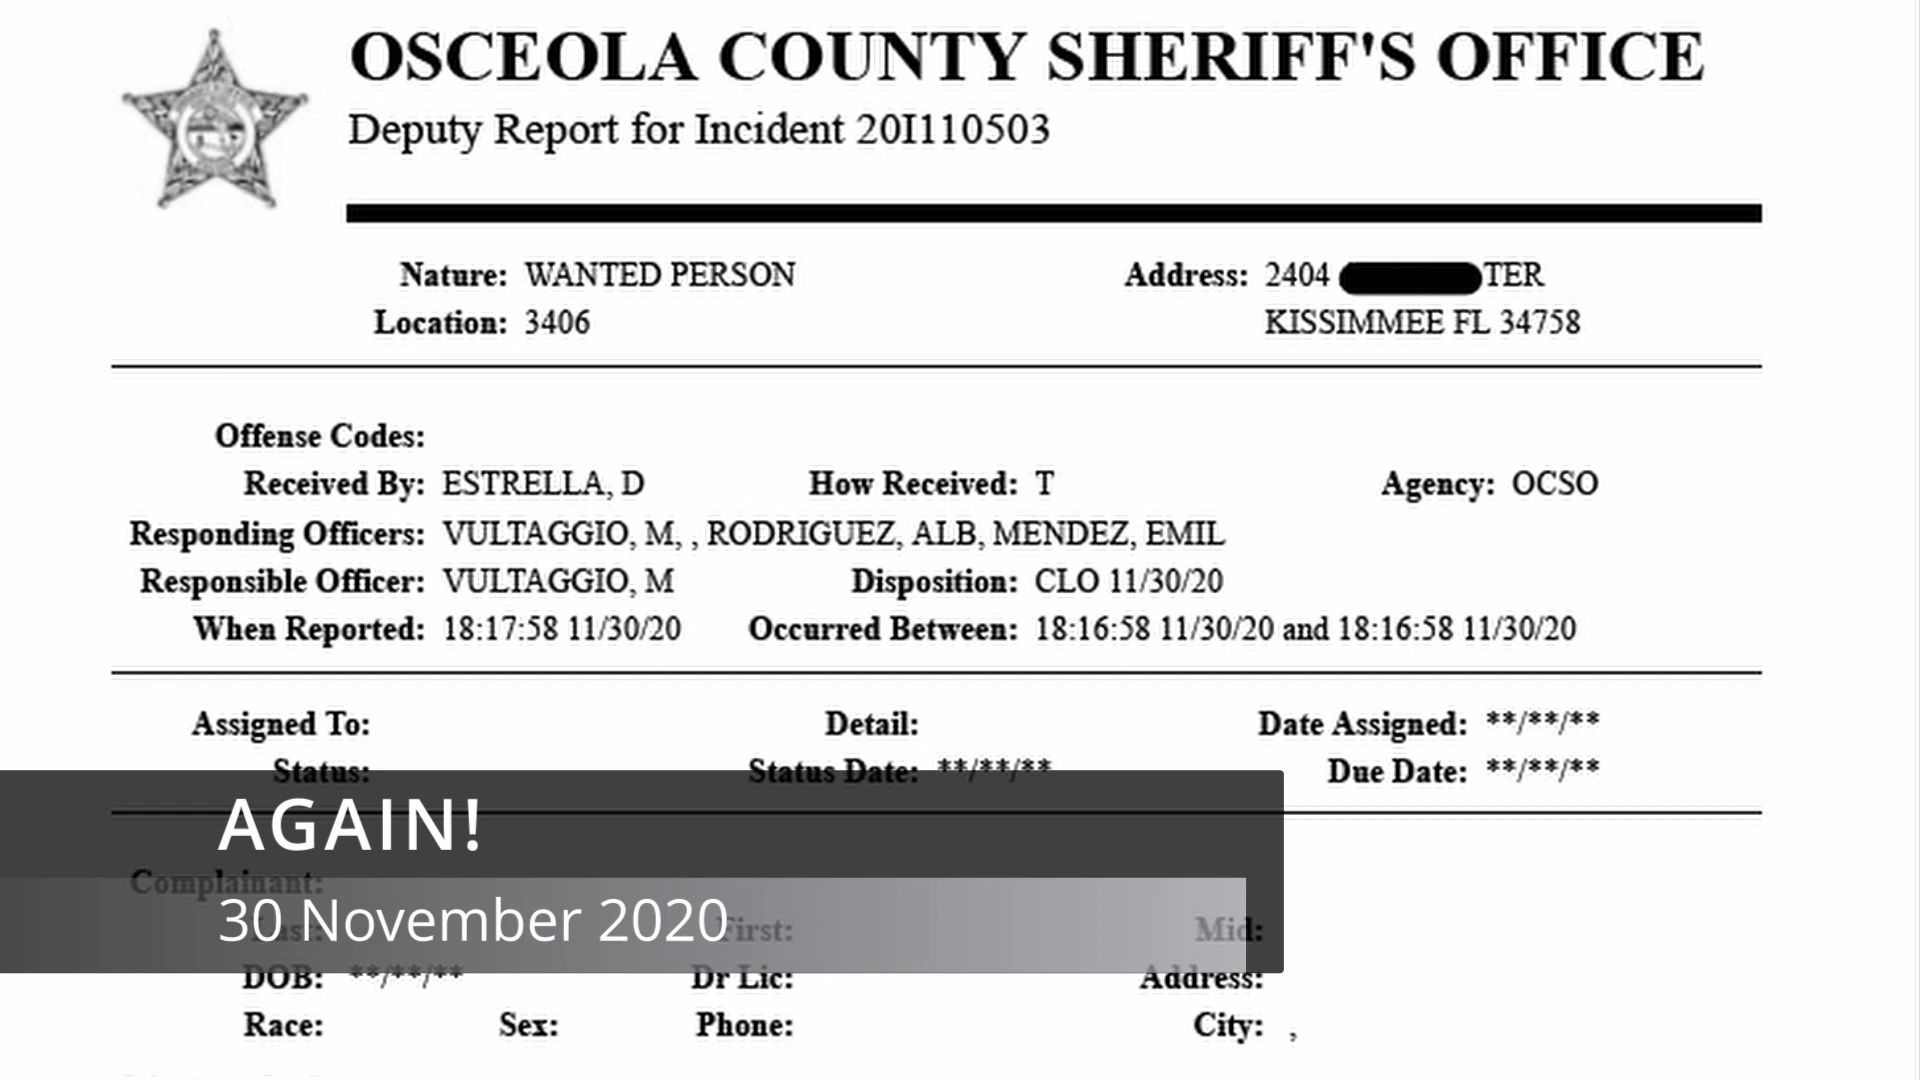 OSCEOLA COUNTY SHERIFF'S OFFICE
Deputy Report for Incident 20I110503
Nature: WANTED PERSON Address: 2404 TER
Location: 3406 KISSIMMEE FL 34758
Offense Codes:
Received By: ESTRELLA, D How Received: T Agency: OCSO
Responding Officers: VULTAGGIO, M, , RODRIGUEZ, ALB, MENDEZ, EMIL
Responsible Officer: VULTAGGIO, M Disposition: CLO 11/30/20
When Reported: 18:17:58 11/30/20 Occurred Between: 18:16:58 11/30/20 and 18:16:58 11/30/20
Assigned To: Detail: Date Assigned: **/**/**
Status: Status Date: **/**/** Due Date: **/**/**
AGAIN!
Complainant:
30 November 2020
Last: First: Mid:
DOB: **/**/** Dr Lic: Address:
Race: Sex: Phone: City: ,